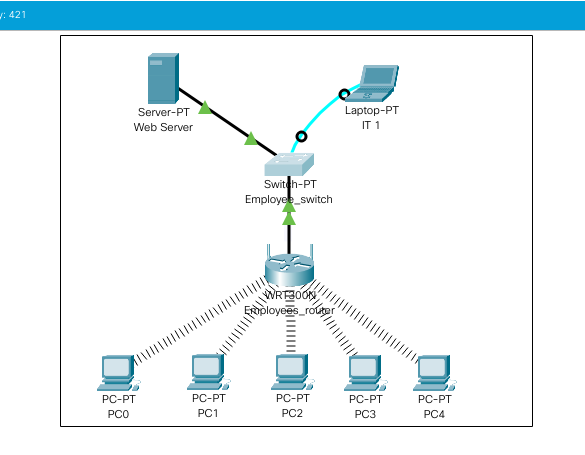 y: 421
Server-PT
Web Server
Laptop-PT
IT 1
Switch-PT
Employee_switch
WRT300N
Employees_router
PC-PT
PC0
PC-PT
PC1
PC-PT
PC2
PC-PT
PC3
PC-PT
PC4